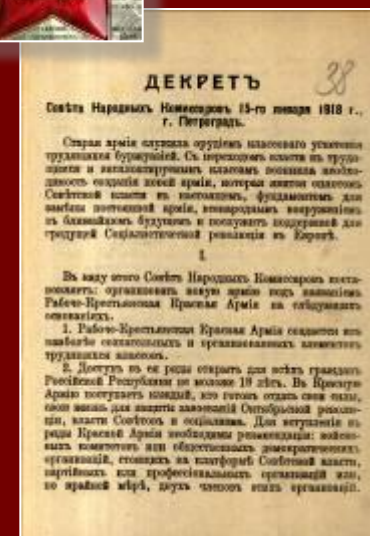 38
ДЕКРЕТЪ
Совѣта Народныхъ Комиссаровъ 15-го января 1918 г.,
г. Петроградъ.
Старая армія служила орудіемъ классового угнетенія
трудящихся буржуазіей. Съ переходомъ власти къ трудя-
щимся и эксплоатируемымъ классамъ возникла необхо-
димость созданія новой арміи, которая явится оплотомъ
Совѣтской власти въ настоящемъ, фундаментомъ для
замѣны постоянной арміи, всенароднымъ вооруженіемъ
въ ближайшемъ будущемъ и послужитъ поддержкой для
грядущей Соціалистической революціи въ Европѣ.
I.
Въ виду этого Совѣтъ Народныхъ Комиссаровъ поста-
новляетъ: организовать новую армію подъ названіемъ
Рабоче-Крестьянская Красная Армія на слѣдующихъ
основаніяхъ.
1. Рабоче-Крестьянская Красная Армія создается изъ
наиболѣе сознательныхъ и организованныхъ элементовъ
трудящихся классовъ.
2. Доступъ въ ея ряды открытъ для всѣхъ гражданъ
Россійской Республики не моложе 18 лѣтъ. Въ Красную
Армію поступаетъ каждый, кто готовъ отдать свои силы,
свою жизнь для защиты завоеваній Октябрьской револю-
ціи, власти Совѣтовъ и соціализма. Для вступленія въ
ряды Красной Арміи необходимы рекомендаціи: войско-
выхъ комитетовъ или общественныхъ демократическихъ
организацій, стоящихъ на платформѣ Совѣтской власти,
партійныхъ или профессіональныхъ организацій или,
по крайней мѣрѣ, двухъ членовъ этихъ организацій.